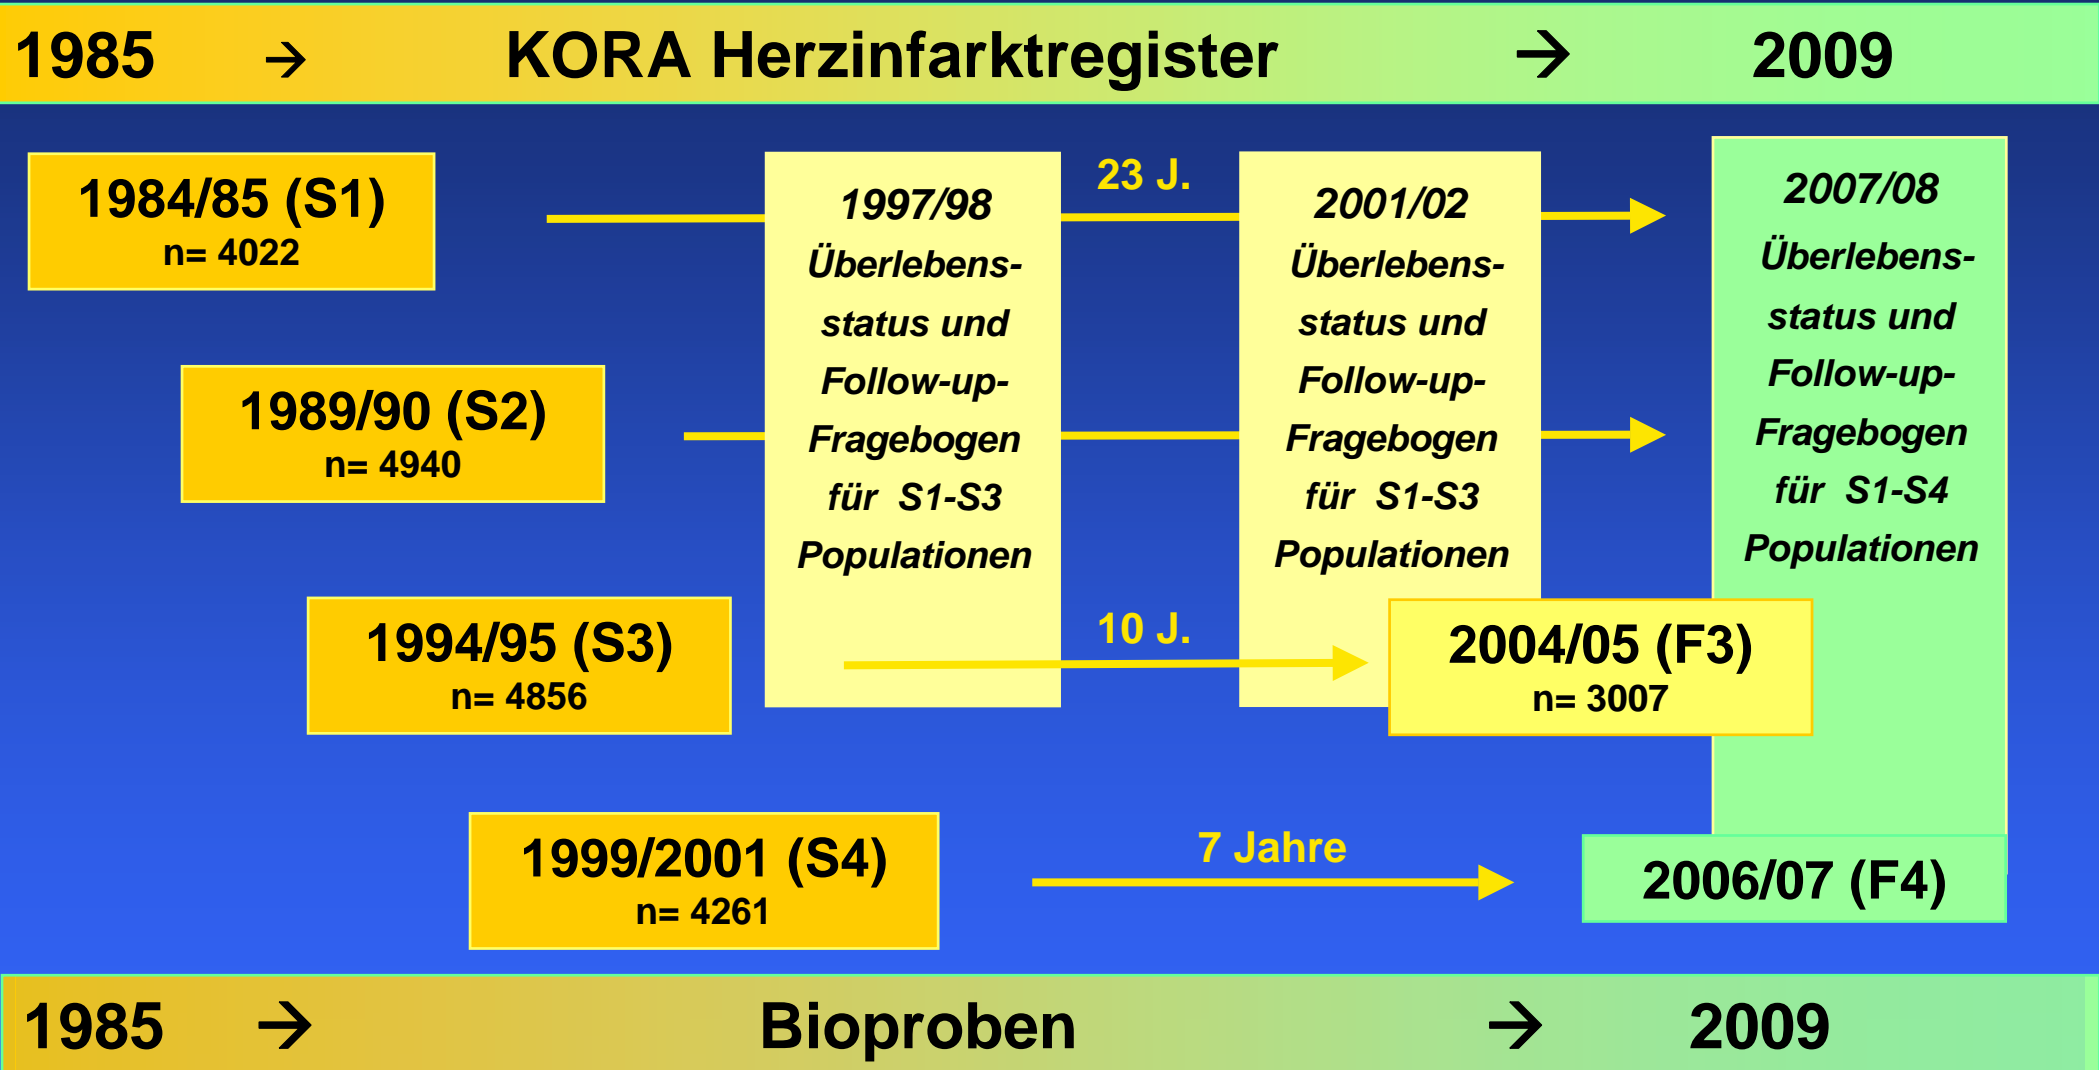 1985 → KORA Herzinfarktregister → 2009
1984/85 (S1)
n= 4022
23 J.
1997/98
Überlebens-
status und
Follow-up-
Fragebogen
für S1-S3
Populationen
2001/02
Überlebens-
status und
Follow-up-
Fragebogen
für S1-S3
Populationen
2007/08
Überlebens-
status und
Follow-up-
Fragebogen
für S1-S4
Populationen
1989/90 (S2)
n= 4940
1994/95 (S3)
n= 4856
10 J.
2004/05 (F3)
n= 3007
1999/2001 (S4)
n= 4261
7 Jahre
2006/07 (F4)
1985 → Bioproben → 2009